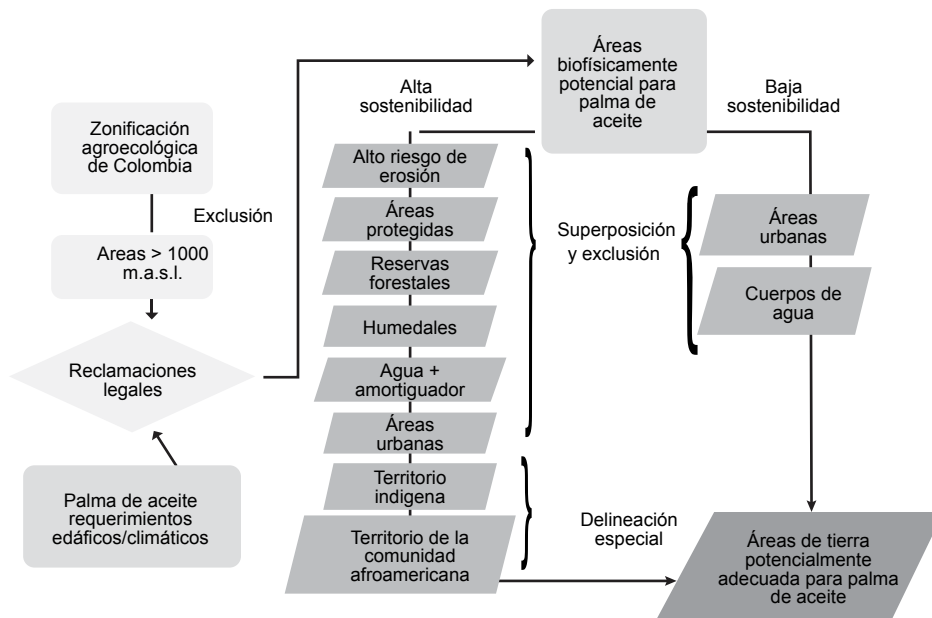 Zonificación
agroecológica
de Colombia
Exclusión
Areas > 1000
m.a.s.l.
Reclamaciones
legales
Palma de aceite
requerimientos
edáficos/climáticos
Áreas
biofísicamente
potencial para
palma de
aceite
Alta
sostenibilidad
Alto riesgo de
erosión
Áreas
protegidas
Reservas
forestales
Humedales
Agua +
amortiguador
Áreas
urbanas
Territorio
indigena
Territorio de la
comunidad
afroamericana
Superposición
y exclusión
Delineación
especial
Baja
sostenibilidad
Áreas
urbanas
Cuerpos de
agua
Áreas de tierra
potencialmente
adecuada para palma
de aceite